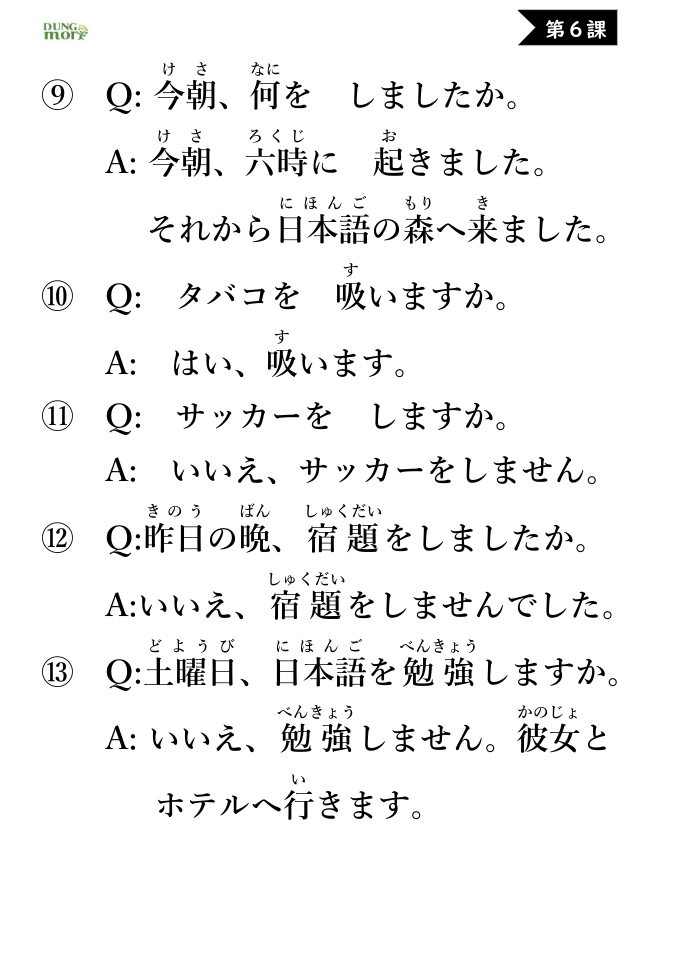 DUNG mori
第６課
けさ なに
⑨ Q: 今朝、何を　しましたか。
けさ ろくじ お
A: 今朝、六時に　起きました。
にほんご もり き
それから日本語の森へ来ました。
す
⑩ Q:　タバコを　吸いますか。
す
A:　はい、吸います。
⑪ Q:　サッカーを　しますか。
A:　いいえ、サッカーをしません。
きのう ばん しゅくだい
⑫ Q:昨日の晩、宿題をしましたか。
しゅくだい
A:いいえ、宿題をしませんでした。
どようび にほんご べんきょう
⑬ Q:土曜日、日本語を勉強しますか。
べんきょう かのじょ
A: いいえ、勉強しません。彼女と
い
ホテルへ行きます。